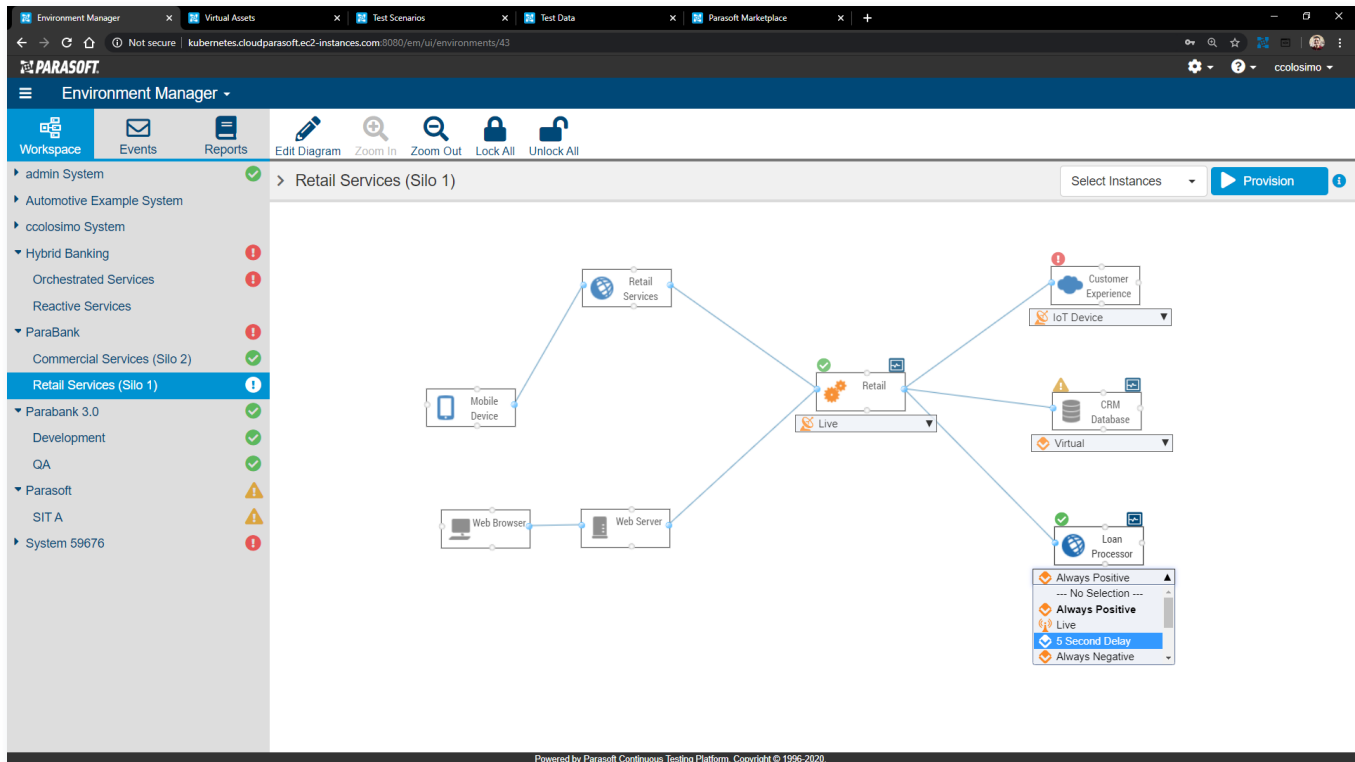 Environment Manager
Virtual Assets
Test Scenarios
Test Data
Parasoft Marketplace
Not secure
kubernetes.cloudparasoft.ec2-instances.com:8080/em/ui/environments/43
PARASOFT.
ccolosimo
Environment Manager
Workspace
Events
Reports
Edit Diagram
Zoom In
Zoom Out
Lock All
Unlock All
admin System
Automotive Example System
ccolosimo System
Hybrid Banking
Orchestrated Services
Reactive Services
ParaBank
Commercial Services (Silo 2)
Retail Services (Silo 1)
Parabank 3.0
Development
QA
Parasoft
SIT A
System 59676
Retail Services (Silo 1)
Select Instances
Provision
Retail
Services
Customer
Experience
IoT Device
Mobile
Device
Retail
Live
CRM
Database
Virtual
Web Browser
Web Server
Loan
Processor
Always Positive
--- No Selection ---
Always Positive
Live
5 Second Delay
Always Negative
Powered by Parasoft Continuous Testing Platform. Copyright © 1996-2020.